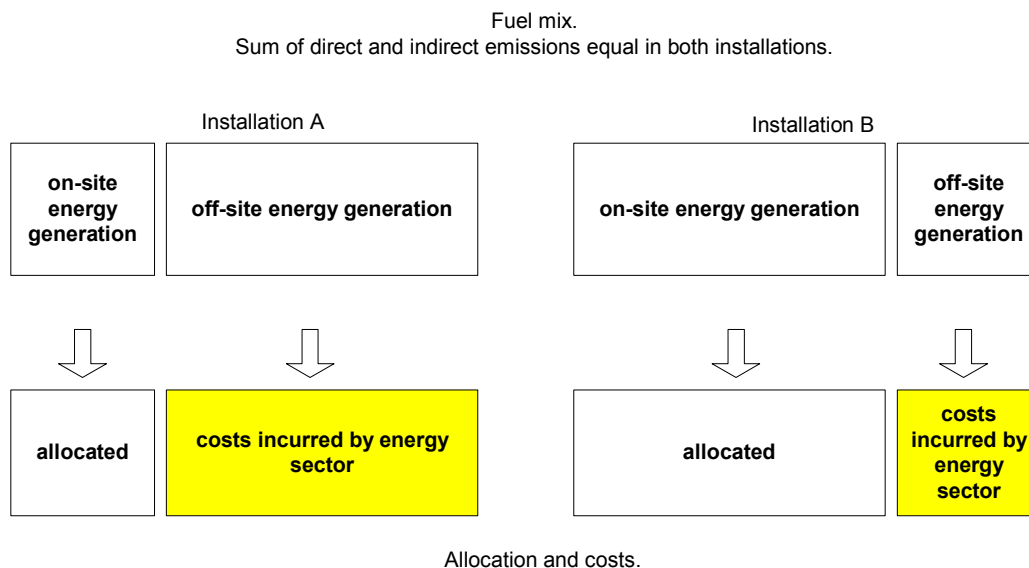 Fuel mix.
Sum of direct and indirect emissions equal in both installations.
Installation A
Installation B
on-site
energy
generation
off-site energy generation
on-site energy generation
off-site
energy
generation
allocated
costs incurred by energy
sector
allocated
costs
incurred by
energy
sector
Allocation and costs.